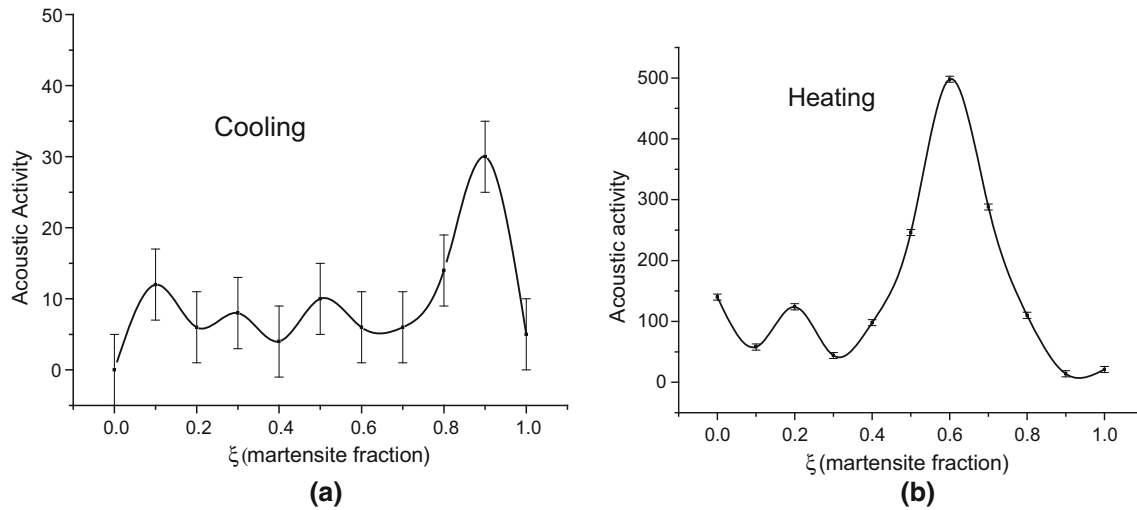 50
40
30
20
10
0
Acoustic Activity
Cooling
0.0 0.2 0.4 0.6 0.8 1.0
ξ(martensite fraction)
(a)
500
400
300
200
100
0
Acoustic activity
Heating
0.0 0.2 0.4 0.6 0.8 1.0
ξ(martensite fraction)
(b)